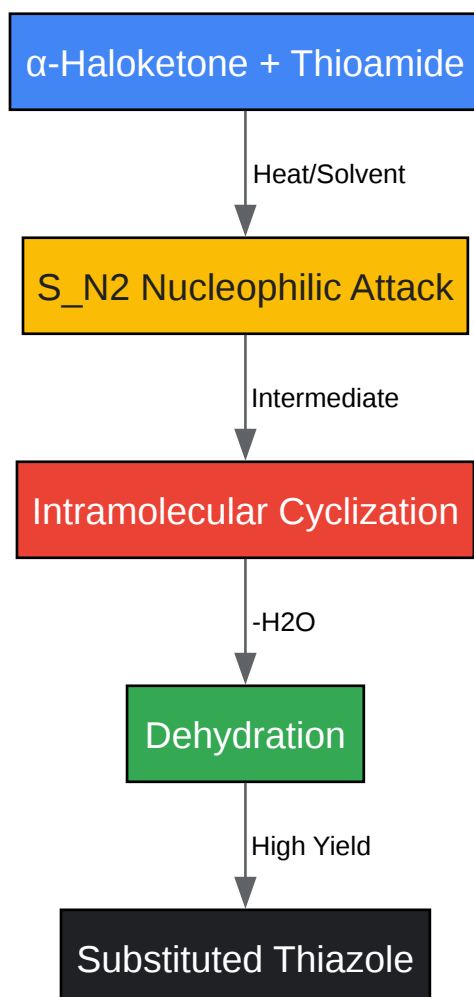 α-Haloketone + Thioamide
Heat/Solvent
S_N2 Nucleophilic Attack
Intermediate
Intramolecular Cyclization
-H2O
Dehydration
High Yield
Substituted Thiazole